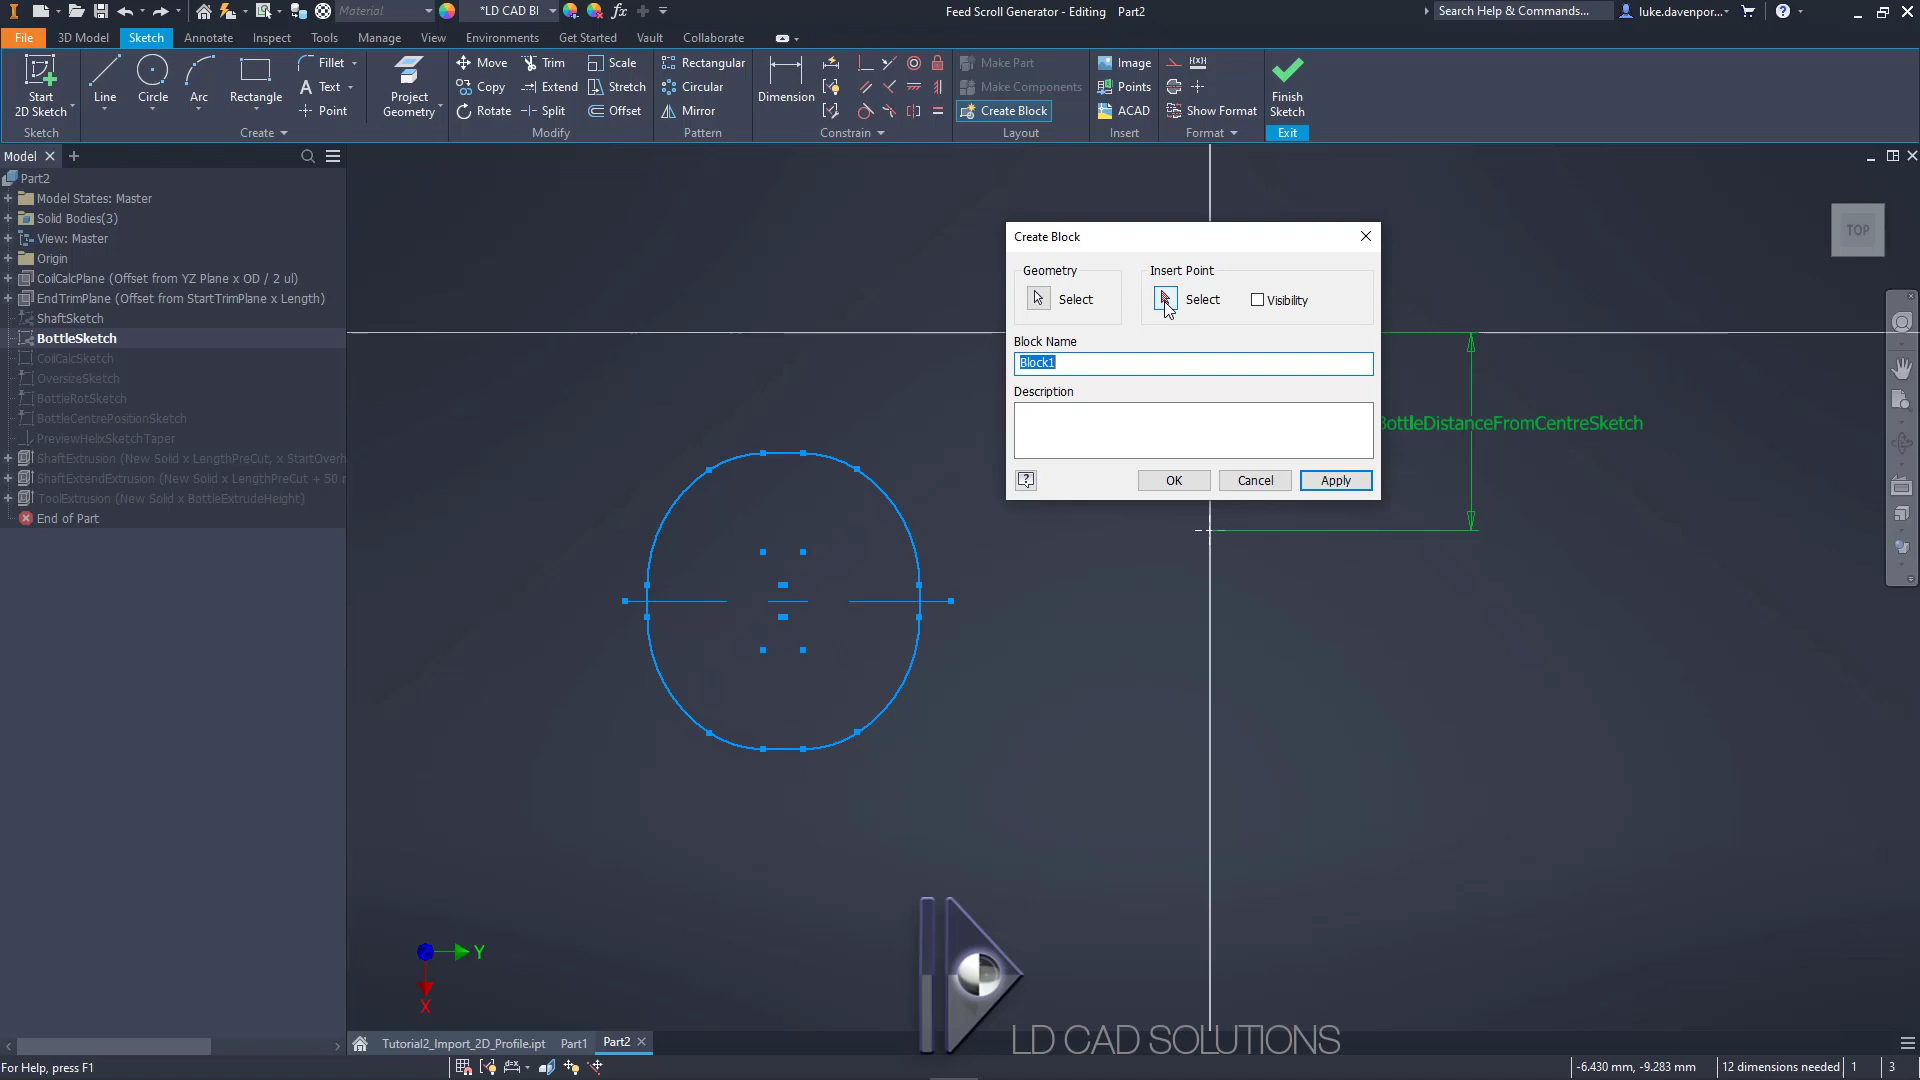 Material
*LD CAD Bl
fx
Feed Scroll Generator - Editing Part2
Search Help & Commands...
luke.davenpor...
File 3D Model Sketch Annotate Inspect Tools Manage View Environments Get Started Vault Collaborate
Start 2D Sketch
Line
Circle
Arc
Rectangle
Fillet
Text
Point
Project Geometry
Move
Copy
Rotate
Trim
Extend
Split
Scale
Stretch
Offset
Rectangular
Circular
Mirror
Dimension
Make Part
Make Components
Create Block
Image
Points
ACAD
Show Format
Finish Sketch
Sketch Create Modify Pattern Constrain Layout Insert Format Exit
Model
Part2
Model States: Master
Solid Bodies(3)
View: Master
Origin
CoilCalcPlane (Offset from YZ Plane x OD / 2 ul)
EndTrimPlane (Offset from StartTrimPlane x Length)
ShaftSketch
BottleSketch
CoilCalcSketch
OversizeSketch
BottleRotSketch
BottleCentrePositionSketch
PreviewHelixSketchTaper
ShaftExtrusion (New Solid x LengthPreCut, x StartOverh
ShaftExtendExtrusion (New Solid x LengthPreCut + 50 r
ToolExtrusion (New Solid x BottleExtrudeHeight)
End of Part
Create Block
Geometry
Select
Insert Point
Select
Visibility
Block Name
Block1
Description
OK
Cancel
Apply
BottleDistanceFromCentreSketch
TOP
Y
X
LD CAD SOLUTIONS
Tutorial2_Import_2D_Profile.ipt Part1 Part2
For Help, press F1
-6.430 mm, -9.283 mm
12 dimensions needed
1
3